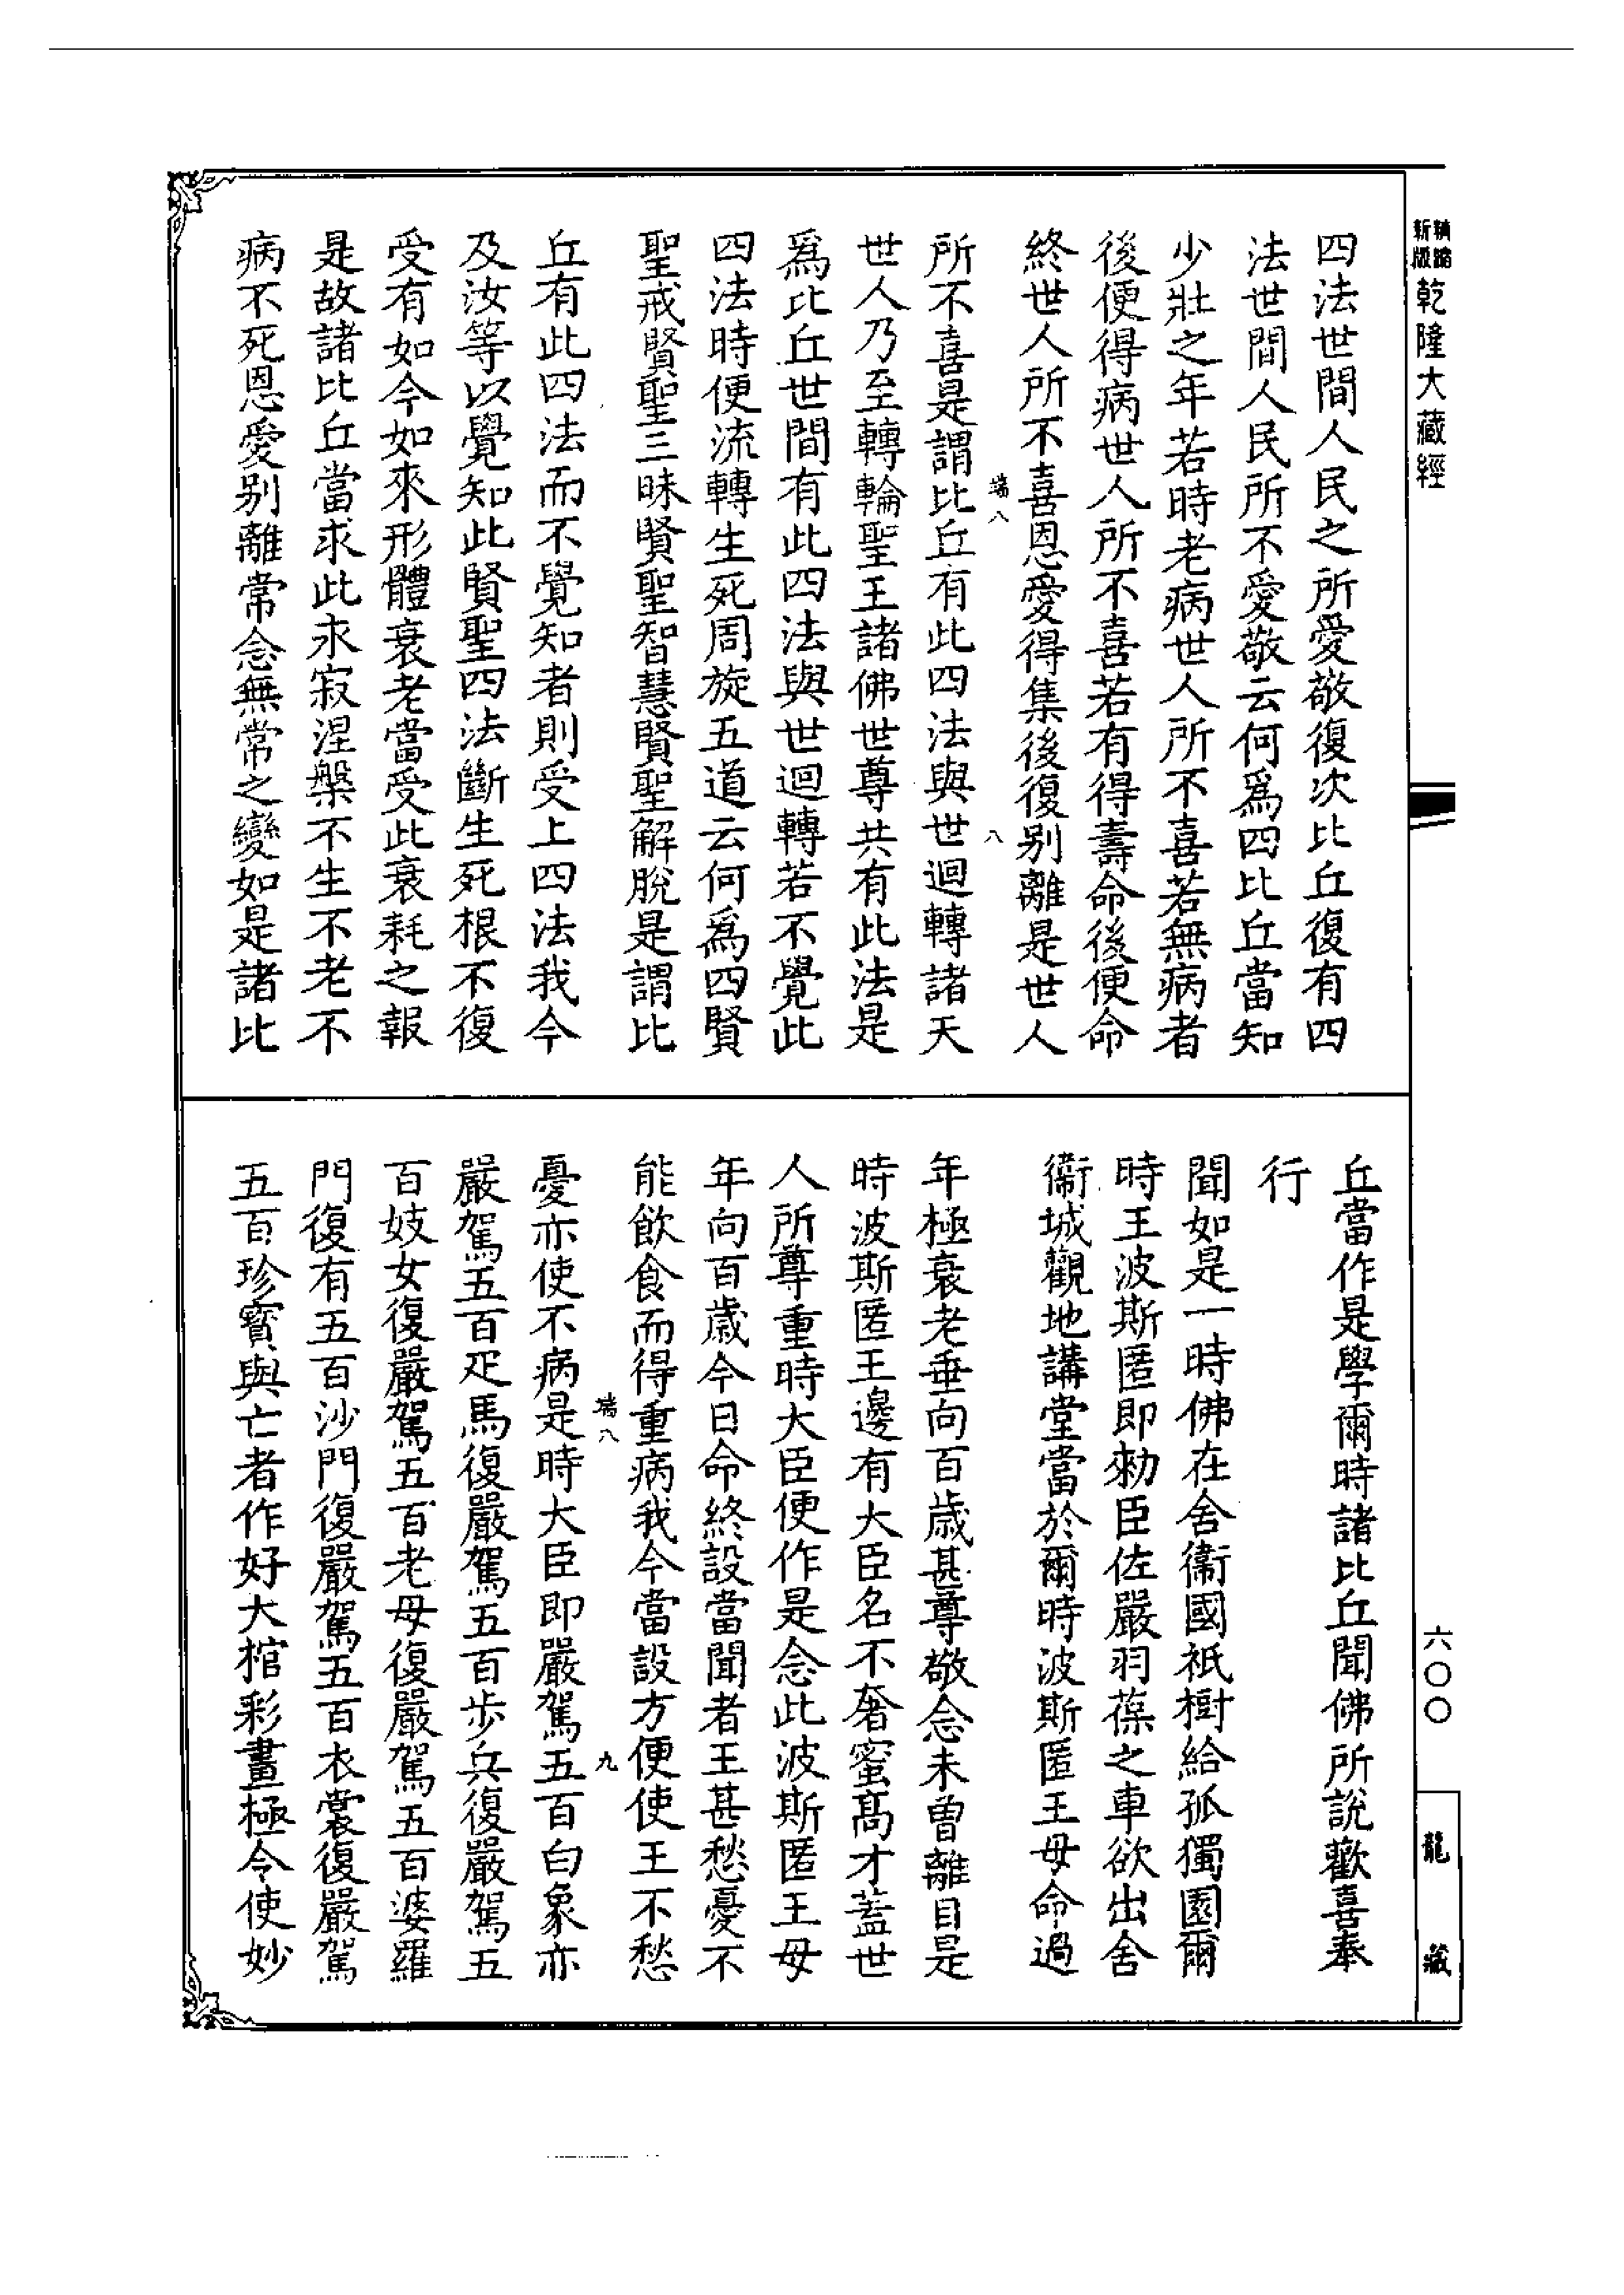 新版
精縮
乾隆大藏經
四法世間人民之所愛敬復次比丘復有四
法世間人民所不愛敬云何爲四比丘當知
少壯之年若時老病世人所不喜若無病者
後便得病世人所不喜若有得壽命後便命
終世人所不喜恩愛得集後復别離是世人
端八
八
所不喜是謂比丘有此四法與世迴轉諸天
世人乃至轉輪聖王諸佛世尊共有此法是
爲比丘世間有此四法與世迴轉若不覺此
四法時便流轉生死周旋五道云何爲四賢
聖戒賢聖三昧賢聖智慧賢聖解脫是謂比
丘有此四法而不覺知者則受上四法我今
及汝等以覺知此賢聖四法斷生死根不復
受有如今如來形體衰老當受此衰耗之報
是故諸比丘當求此永寂涅槃不生不老不
病不死恩愛别離常念無常之變如是諸比
丘當作是學爾時諸比丘聞佛所說歡喜奉
行
聞如是一時佛在舍衞國祇樹給孤獨園爾
時王波斯匿即勑臣佐嚴羽葆之車欲出舍
衞城觀地講堂當於爾時波斯匿王母命過
年極衰老垂向百歲甚尊敬念未曾離目是
時波斯匿王邊有大臣名不奢蜜髙才蓋世
人所尊重時大臣便作是念此波斯匿王母
年向百歲今日命終設當聞者王甚愁憂不
能飲食而得重病我今當設方便使王不愁
端八
九
憂亦使不病是時大臣即嚴駕五百白象亦
嚴駕五百疋馬復嚴駕五百步兵復嚴駕五
百妓女復嚴駕五百老母復嚴駕五百婆羅
門復有五百沙門復嚴駕五百衣裳復嚴駕
五百珍寶與亡者作好大棺彩畫極令使妙
六〇〇
龍藏